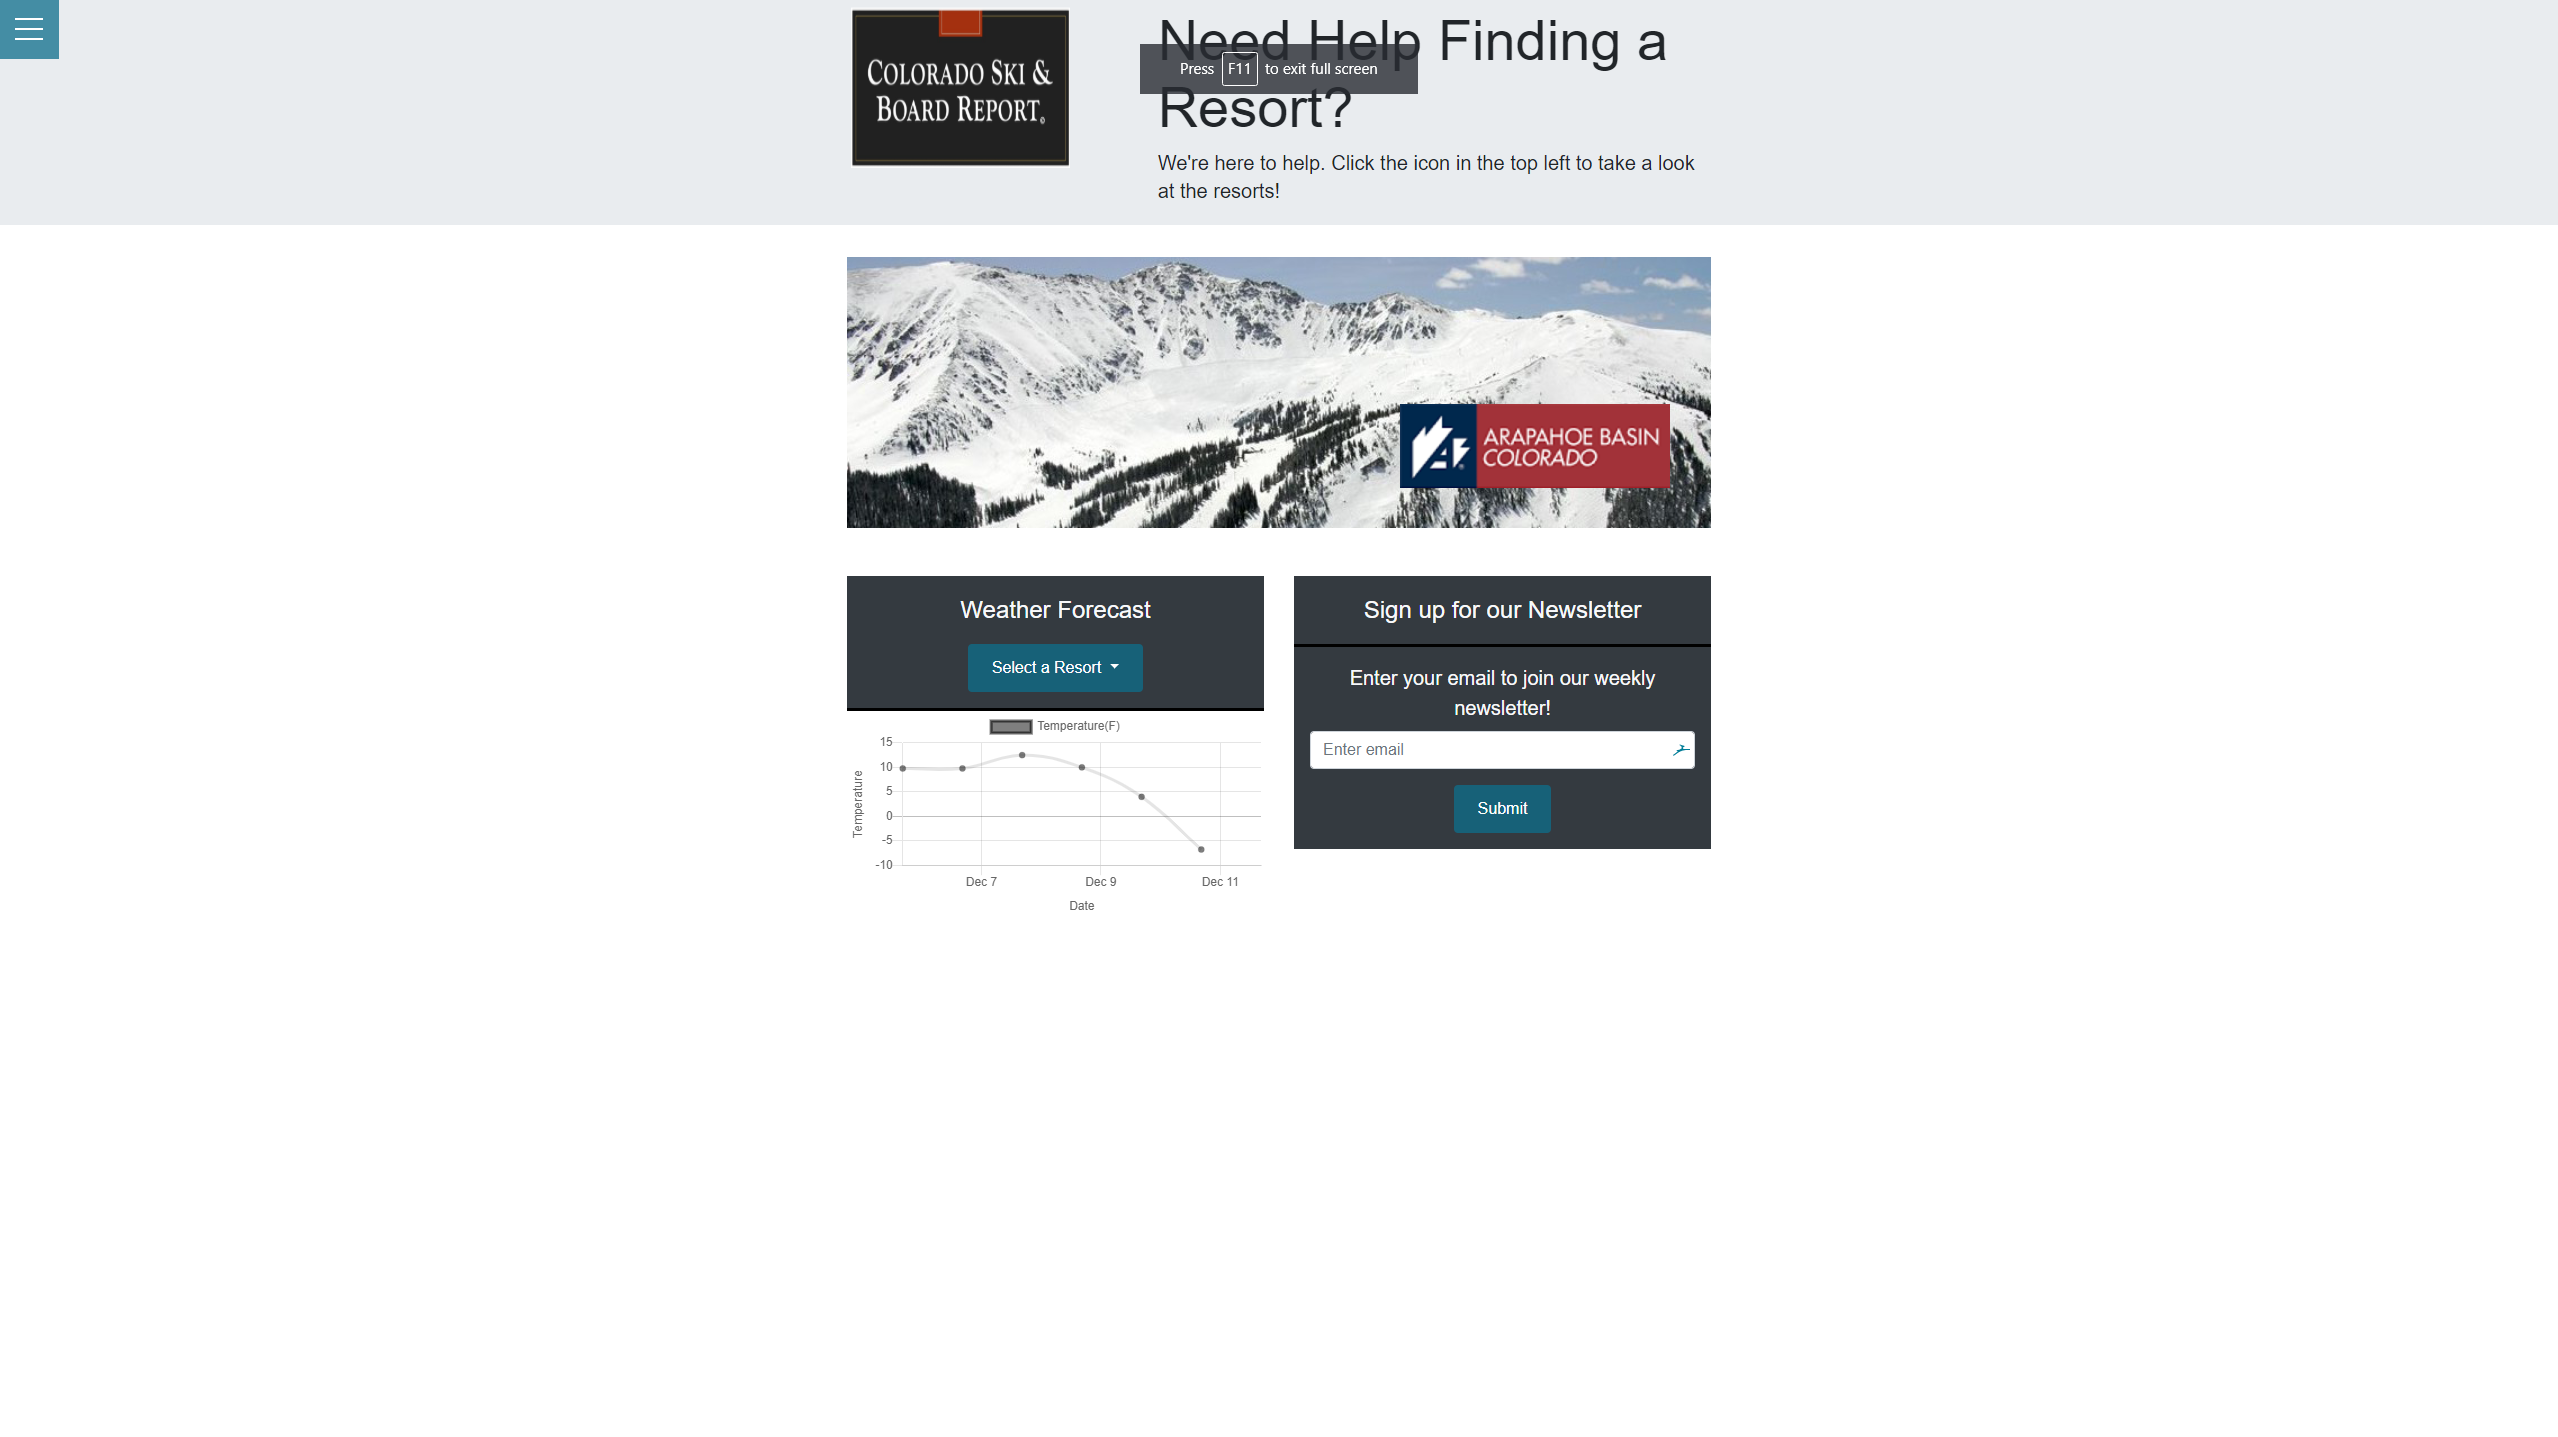 COLORADO SKI &
BOARD REPORT
Need Help Finding a
Resort?
Press F11 to exit full screen
We're here to help. Click the icon in the top left to take a look
at the resorts!
ARAPAHOE BASIN
COLORADO
Weather Forecast
Select a Resort
Temperature(F)
15
10
5
0
-5
-10
Temperature
Dec 7 Dec 9 Dec 11
Date
Sign up for our Newsletter
Enter your email to join our weekly
newsletter!
Enter email
Submit